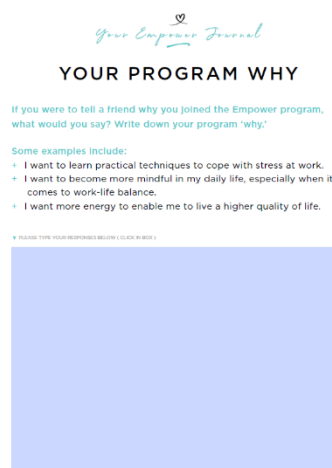 Your Empower Journal
YOUR PROGRAM WHY
If you were to tell a friend why you joined the Empower program,
what would you say? Write down your program ‘why.’
Some examples include:
+ I want to learn practical techniques to cope with stress at work.
+ I want to become more mindful in my daily life, especially when it
comes to work-life balance.
+ I want more energy to enable me to live a higher quality of life.
PLEASE TYPE YOUR RESPONSES BELOW ( CLICK IN BOX )